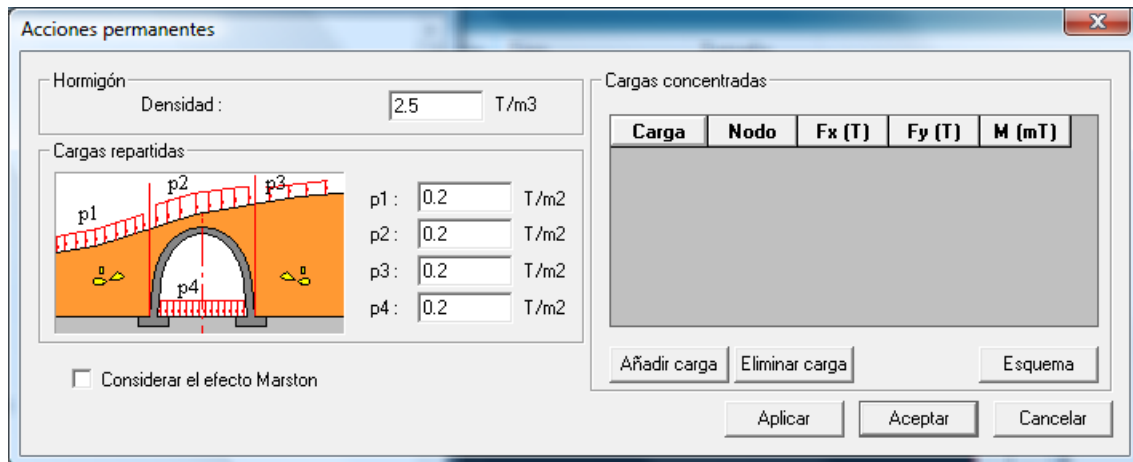 Acciones permanentes
x
Hormigón
Densidad :
2.5
T/m3
Cargas repartidas
p1
p2
p3
p4
p1 :
0.2
T/m2
p2 :
0.2
T/m2
p3 :
0.2
T/m2
p4 :
0.2
T/m2
Considerar el efecto Marston
Cargas concentradas
Carga Nodo Fx (T) Fy (T) M (mT)
Añadir carga Eliminar carga Esquema
Aplicar Aceptar Cancelar